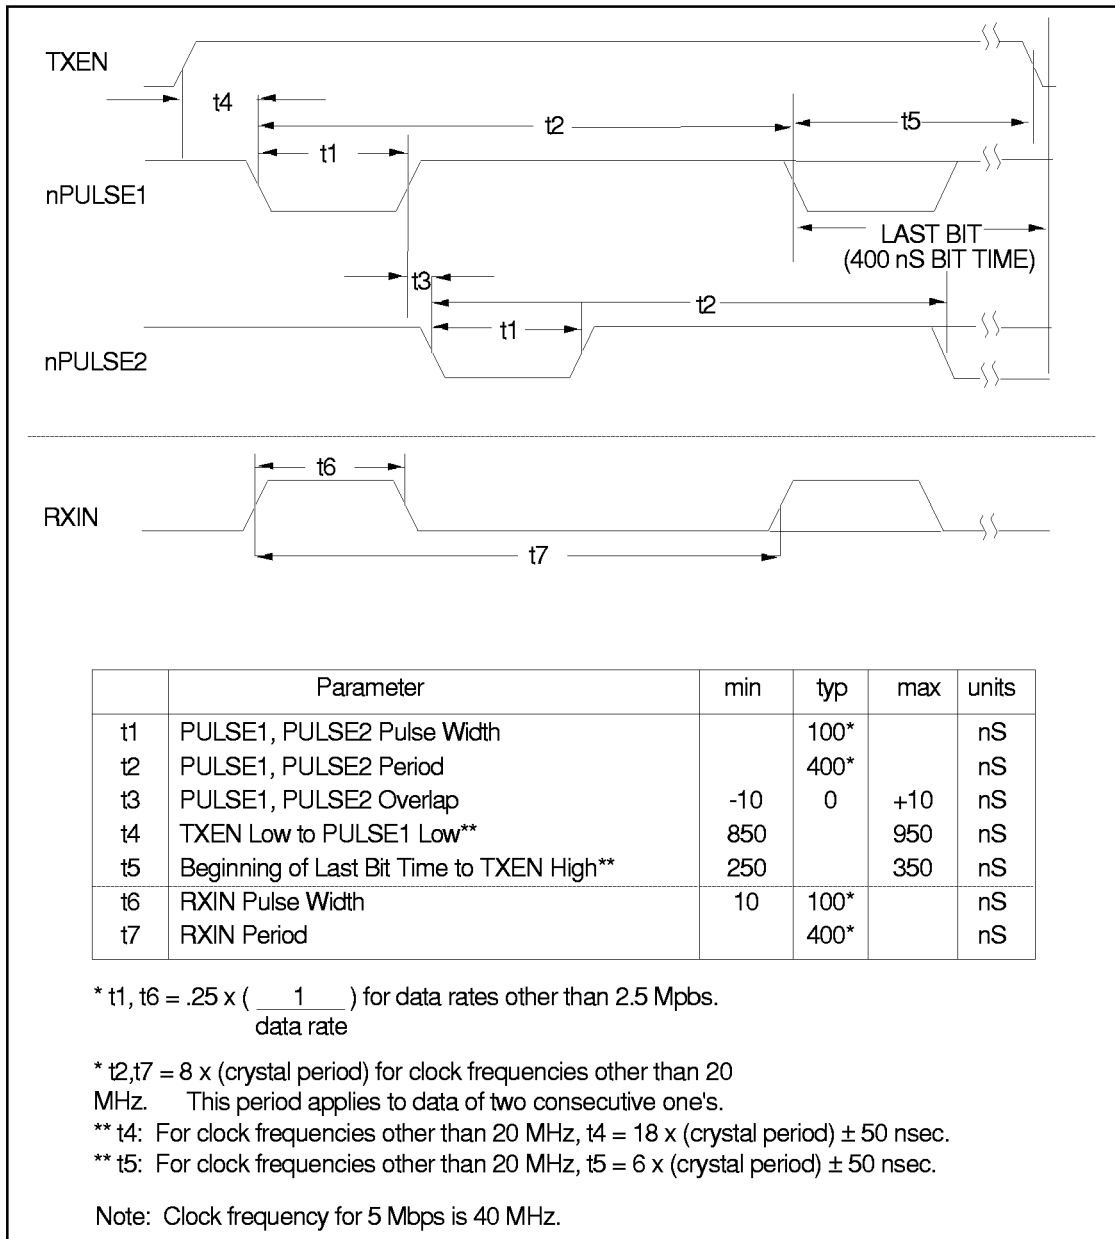 TXEN
t4
t2
t5
t1
nPULSE1
LAST BIT
(400 nS BIT TIME)
t3
t2
t1
nPULSE2
t6
RXIN
t7
Parameter min typ max units
t1 PULSE1, PULSE2 Pulse Width 100* nS
t2 PULSE1, PULSE2 Period 400* nS
t3 PULSE1, PULSE2 Overlap -10 0 +10 nS
t4 TXEN Low to PULSE1 Low** 850 950 nS
t5 Beginning of Last Bit Time to TXEN High** 250 350 nS
t6 RXIN Pulse Width 10 100* nS
t7 RXIN Period 400* nS
* t1, t6 = .25 x ( 1 ) for data rates other than 2.5 Mpbs.
data rate
* t2,t7 = 8 x (crystal period) for clock frequencies other than 20
MHz. This period applies to data of two consecutive one's.
** t4: For clock frequencies other than 20 MHz, t4 = 18 x (crystal period) ± 50 nsec.
** t5: For clock frequencies other than 20 MHz, t5 = 6 x (crystal period) ± 50 nsec.
Note: Clock frequency for 5 Mbps is 40 MHz.